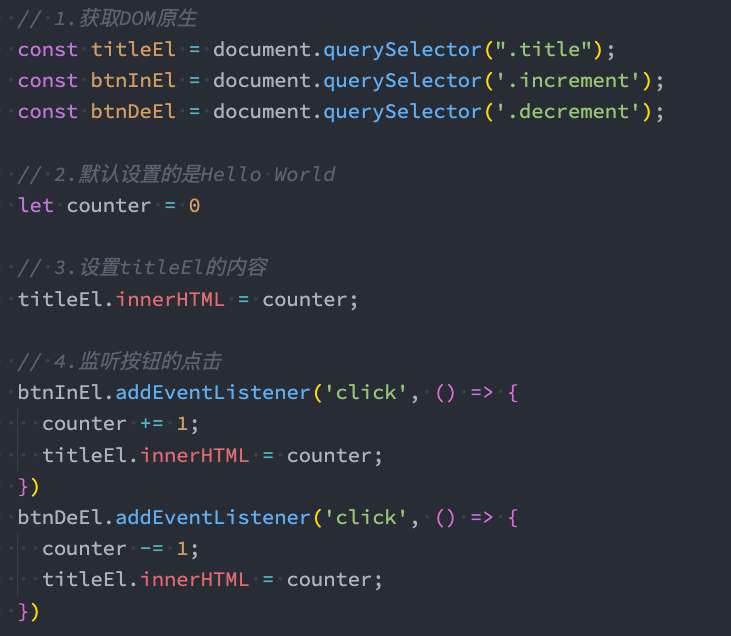 // 1.获取DOM原生
const titleEl = document.querySelector(".title");
const btnInEl = document.querySelector('.increment');
const btnDeEl = document.querySelector('.decrement');
// 2.默认设置的是Hello World
let counter = 0
// 3.设置titleEl的内容
titleEl.innerHTML = counter;
// 4.监听按钮的点击
btnInEl.addEventListener('click', () => {
counter += 1;
titleEl.innerHTML = counter;
})
btnDeEl.addEventListener('click', () => {
counter -= 1;
titleEl.innerHTML = counter;
})